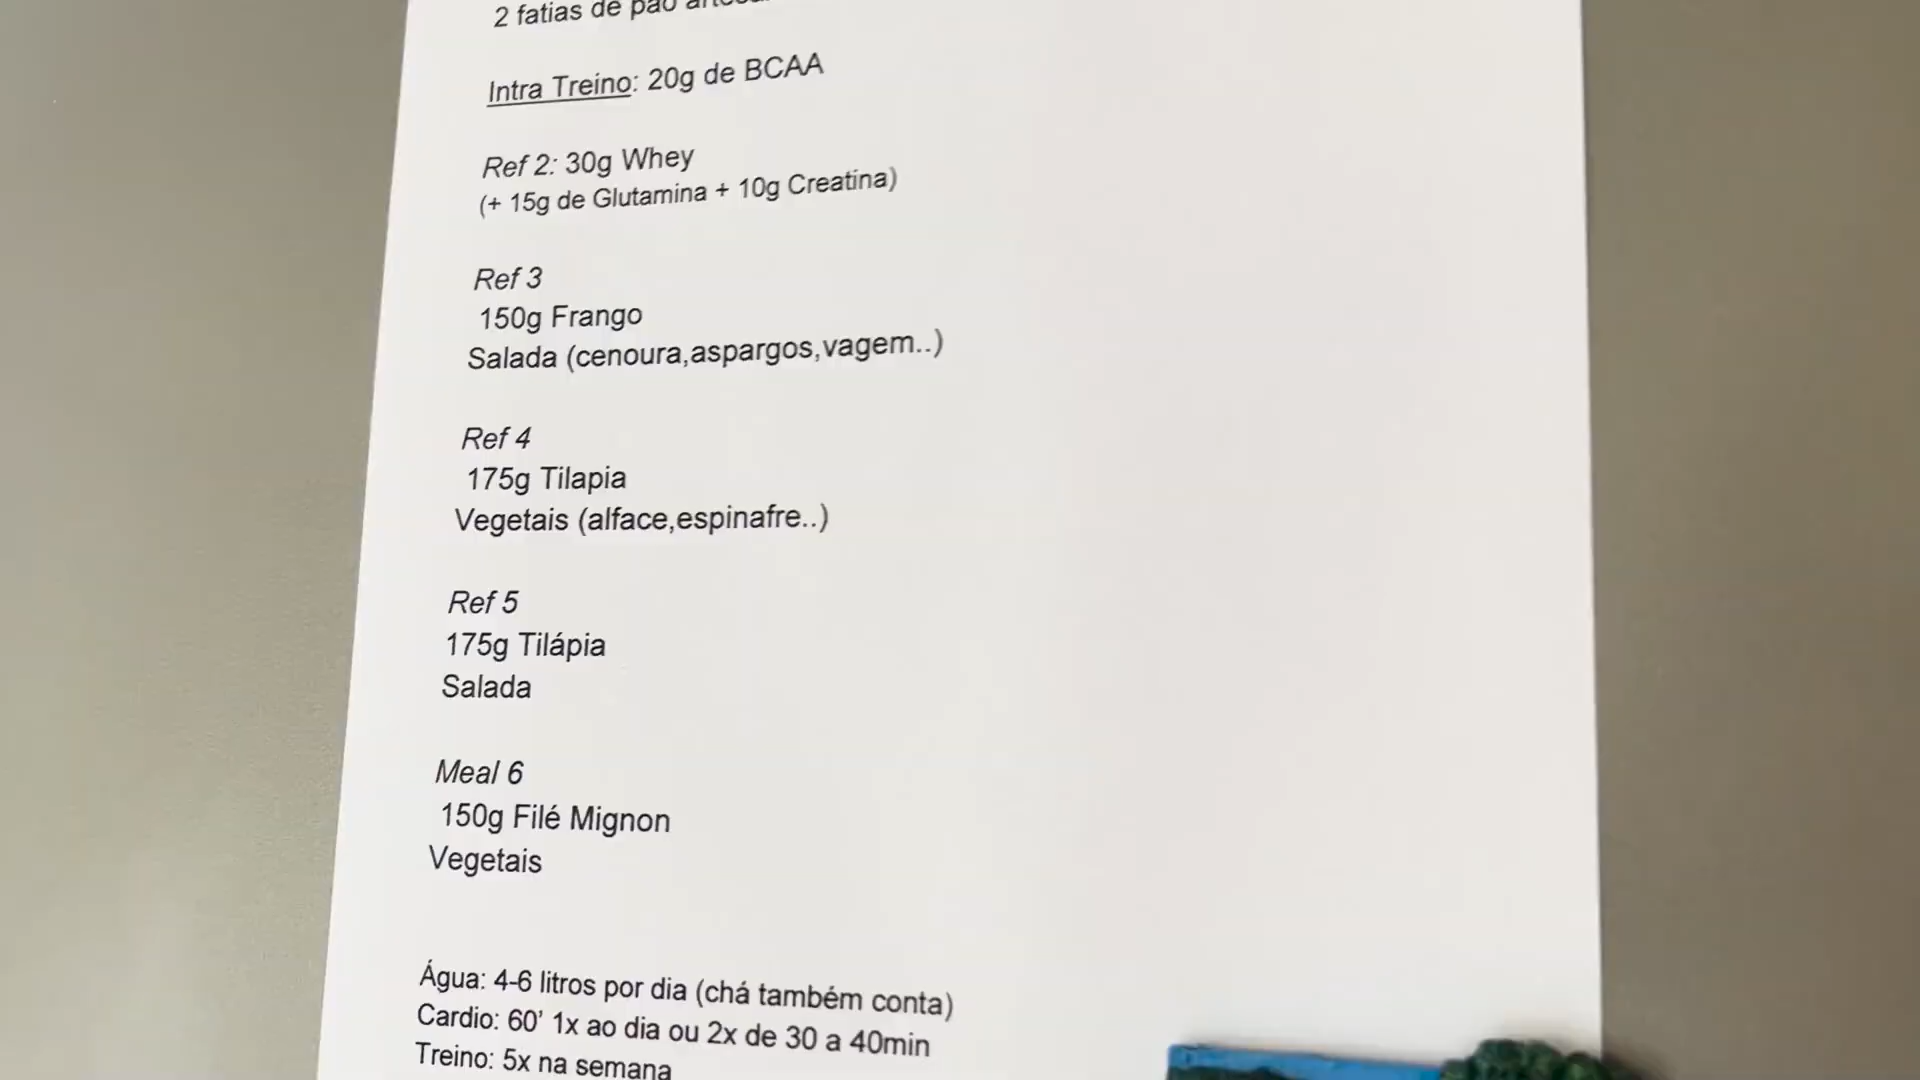 2 fatias de pão
Intra Treino: 20g de BCAA
Ref 2: 30g Whey
(+ 15g de Glutamina + 10g Creatina)
Ref 3
150g Frango
Salada (cenoura,aspargos,vagem..)
Ref 4
175g Tilapia
Vegetais (alface,espinafre..)
Ref 5
175g Tilápia
Salada
Meal 6
150g Filé Mignon
Vegetais
Água: 4-6 litros por dia (chá também conta)
Cardio: 60' 1x ao dia ou 2x de 30 a 40min
Treino: 5x na semana